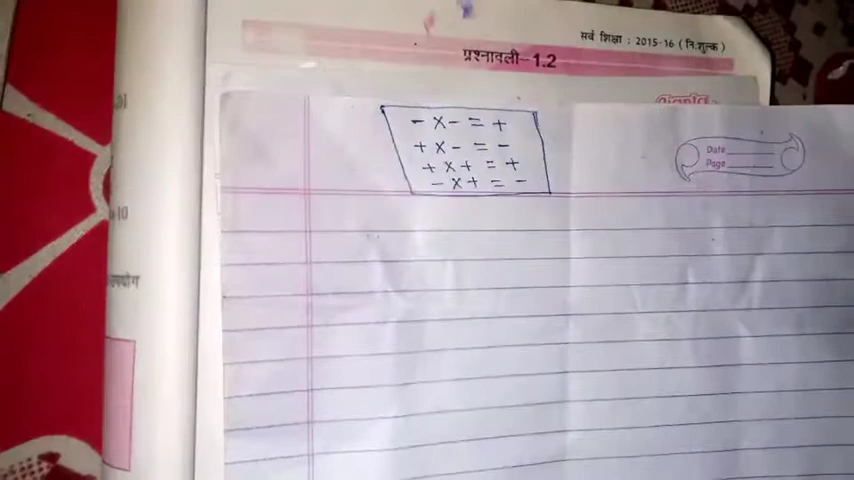 सर्व शिक्षा : 2015-16 (नि:शुल्क)
प्रश्नावली-1.2
- × - = +
+ × - = -
+ × + = +
- × + = -
Date
Page